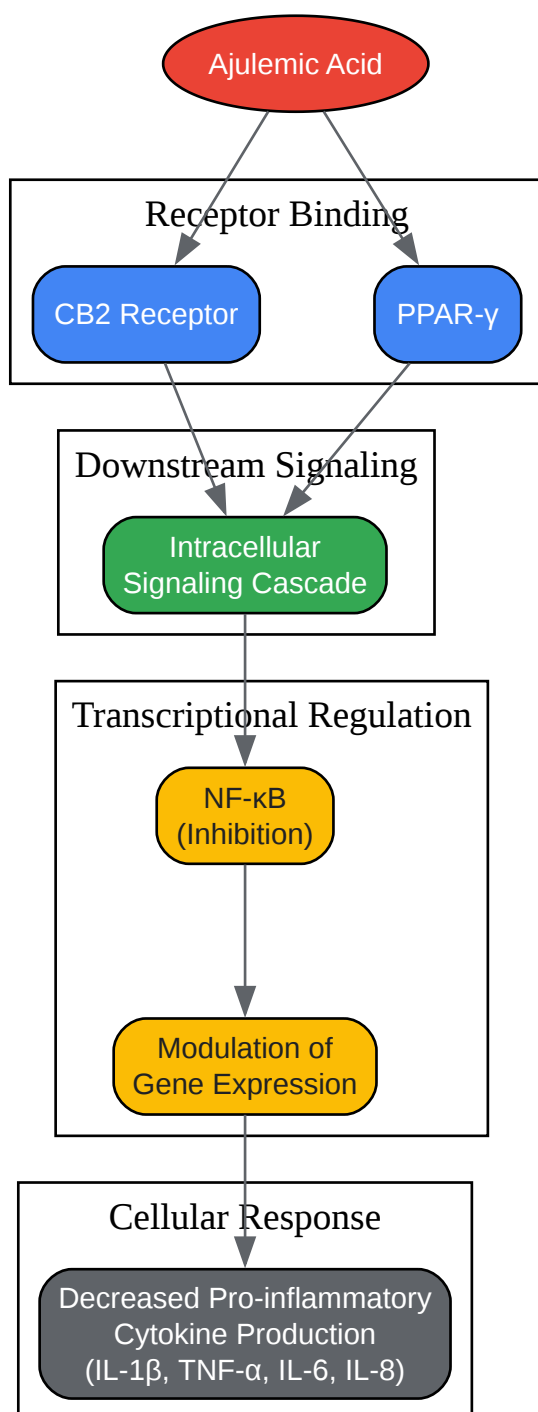 Ajulemic Acid
Receptor Binding
CB2 Receptor
PPAR-γ
Downstream Signaling
Intracellular
Signaling Cascade
Transcriptional Regulation
NF-κB
(Inhibition)
Modulation of
Gene Expression
Cellular Response
Decreased Pro-inflammatory
Cytokine Production
(IL-1β, TNF-α, IL-6, IL-8)